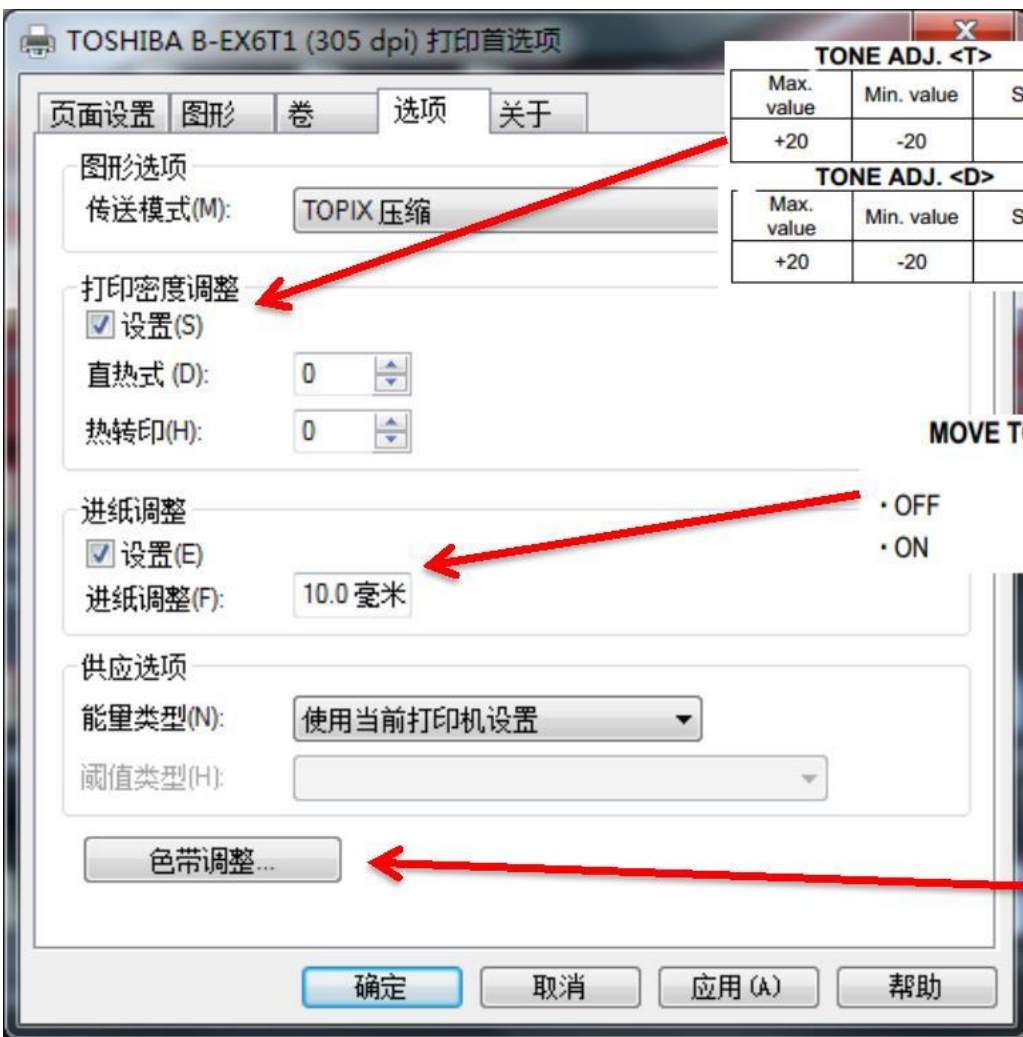 TOSHIBA B-EX6T1 (305 dpi) 打印首选项
X
页面设置 图形 卷 选项 关于
TONE ADJ. <T>
Max. value Min. value S
+20 -20
TONE ADJ. <D>
Max. value Min. value S
+20 -20
图形选项
传送模式(M): TOPIX 压缩
打印密度调整
设置(S)
直热式 (D): 0
热转印(H): 0
MOVE TO
进纸调整
· OFF
设置(E)
· ON
进纸调整(F): 10.0 毫米
供应选项
能里类型(N): 使用当前打印机设置
阈值类型(H):
色带调整...
确定 取消 应用 (A) 帮助